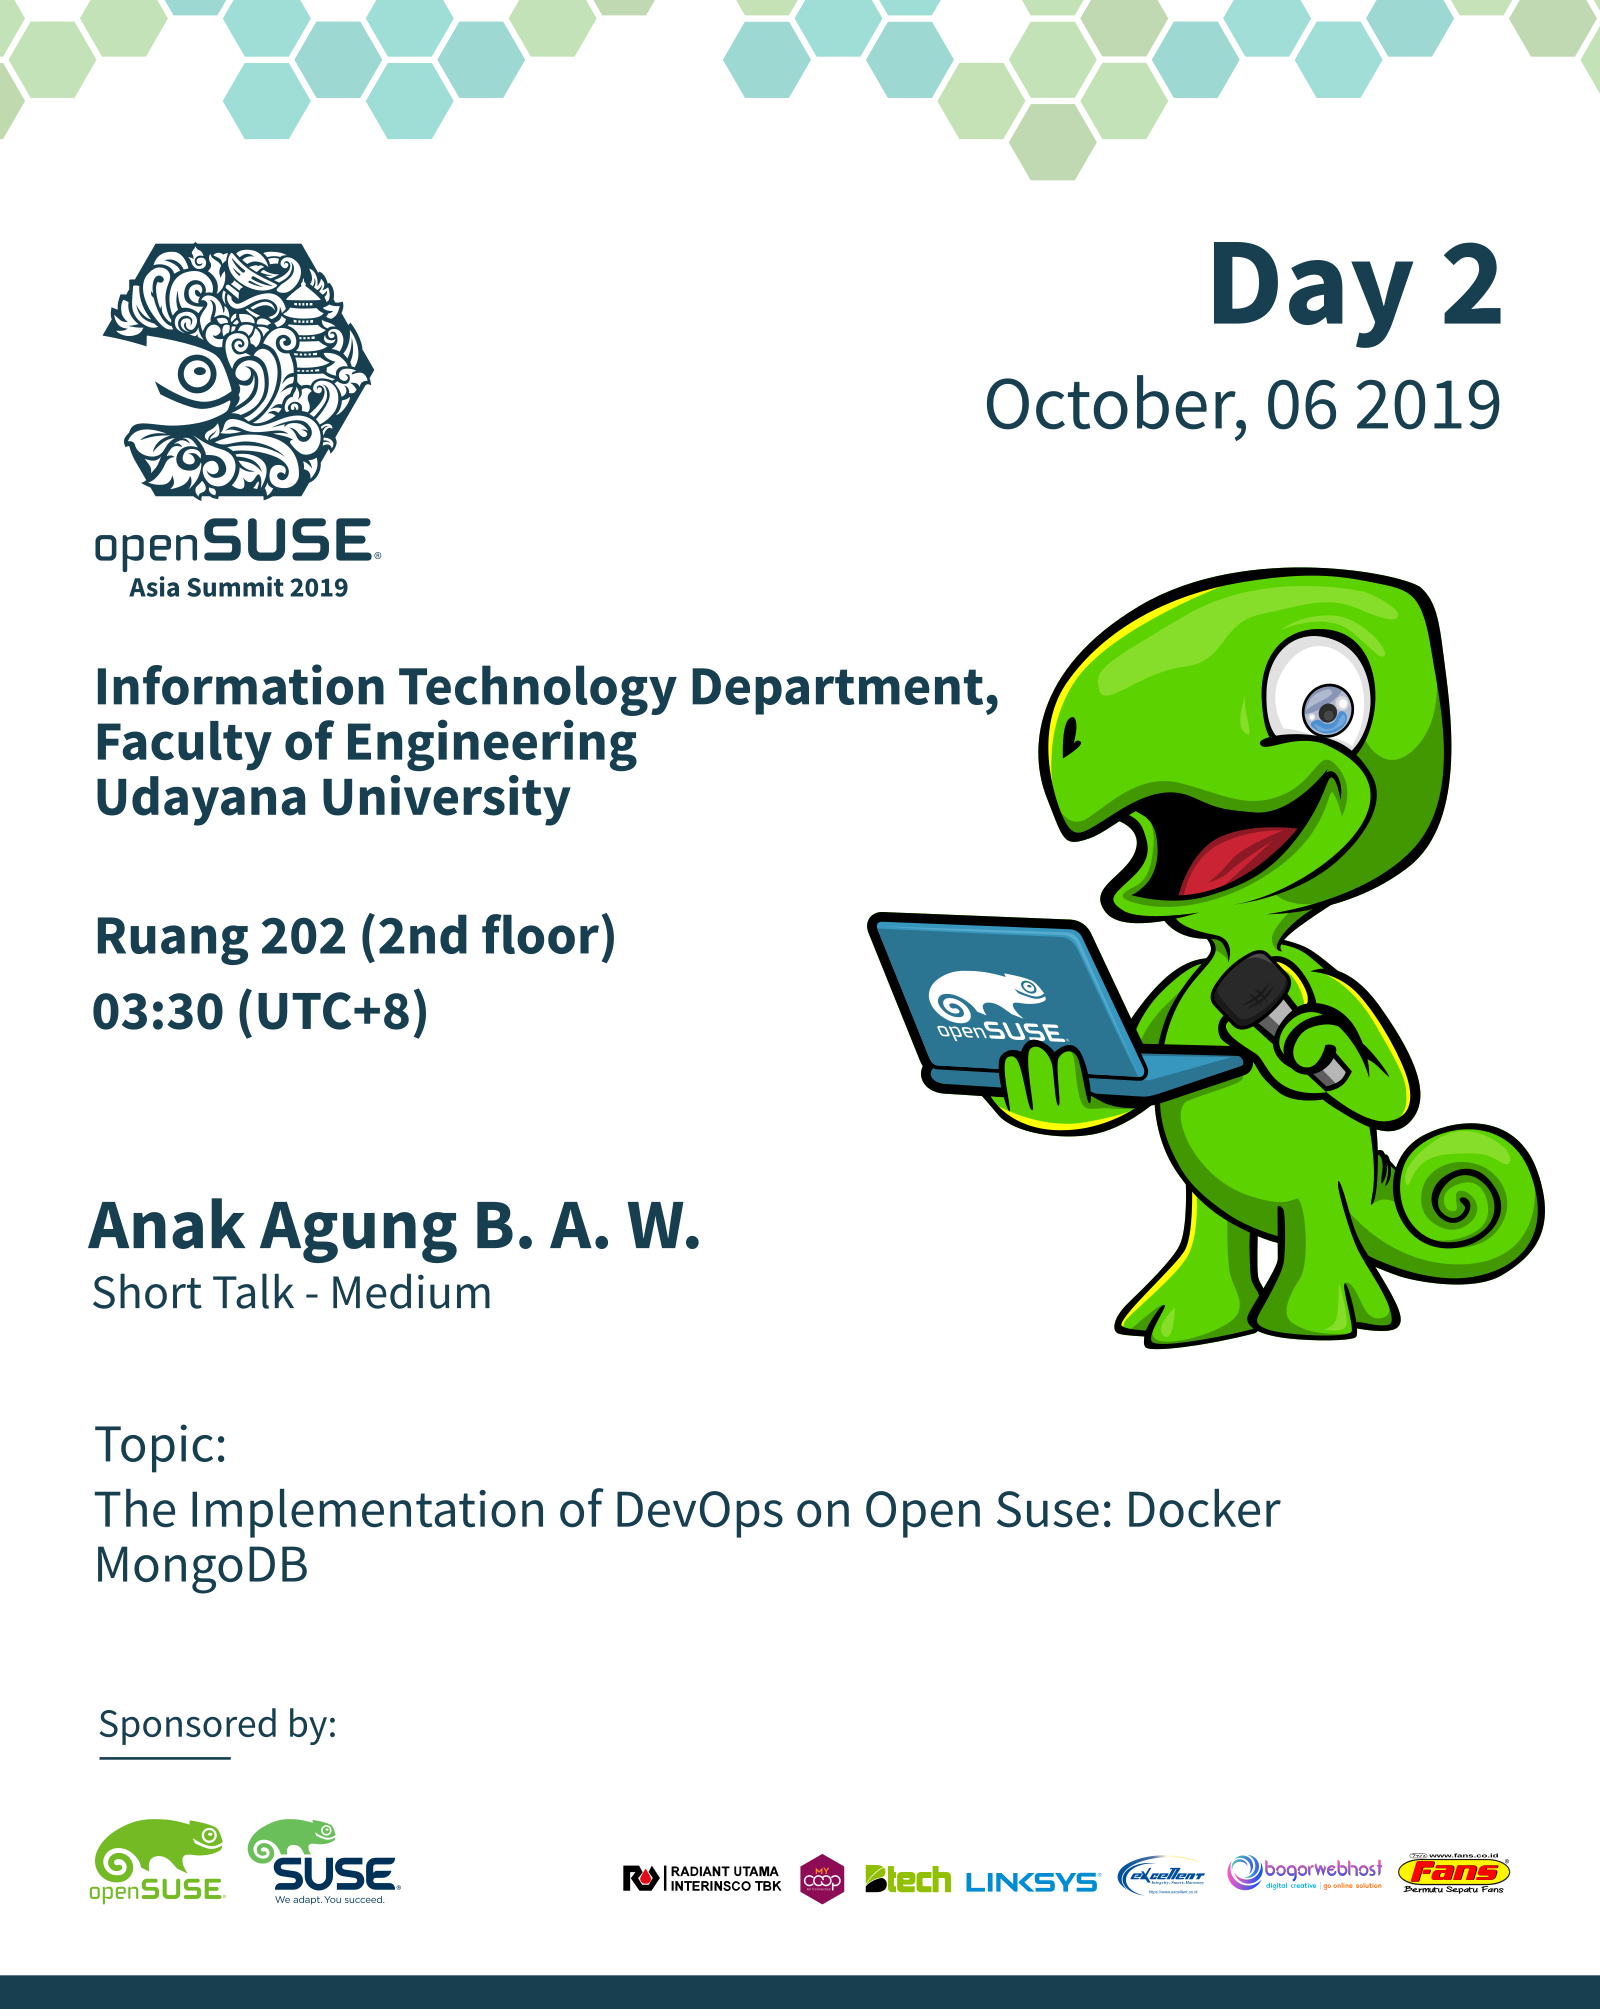 Day 2
October, 06 2019
openSUSE®
Asia Summit 2019
Information Technology Department,
Faculty of Engineering
Udayana University
Ruang 202 (2nd floor)
03:30 (UTC+8)
openSUSE
Anak Agung B. A. W.
Short Talk - Medium
Topic:
The Implementation of DevOps on Open Suse: Docker
MongoDB
Sponsored by:
openSUSE
SUSE®
We adapt. You succeed.
RADIANT UTAMA
INTERINSCO TBK
MY
COOP
Btech
LINKSYS
eXcellenT
bogorwebhost
digital creative | go online solution
www.fans.co.id
Fans
Bermutu Sepatu Fans